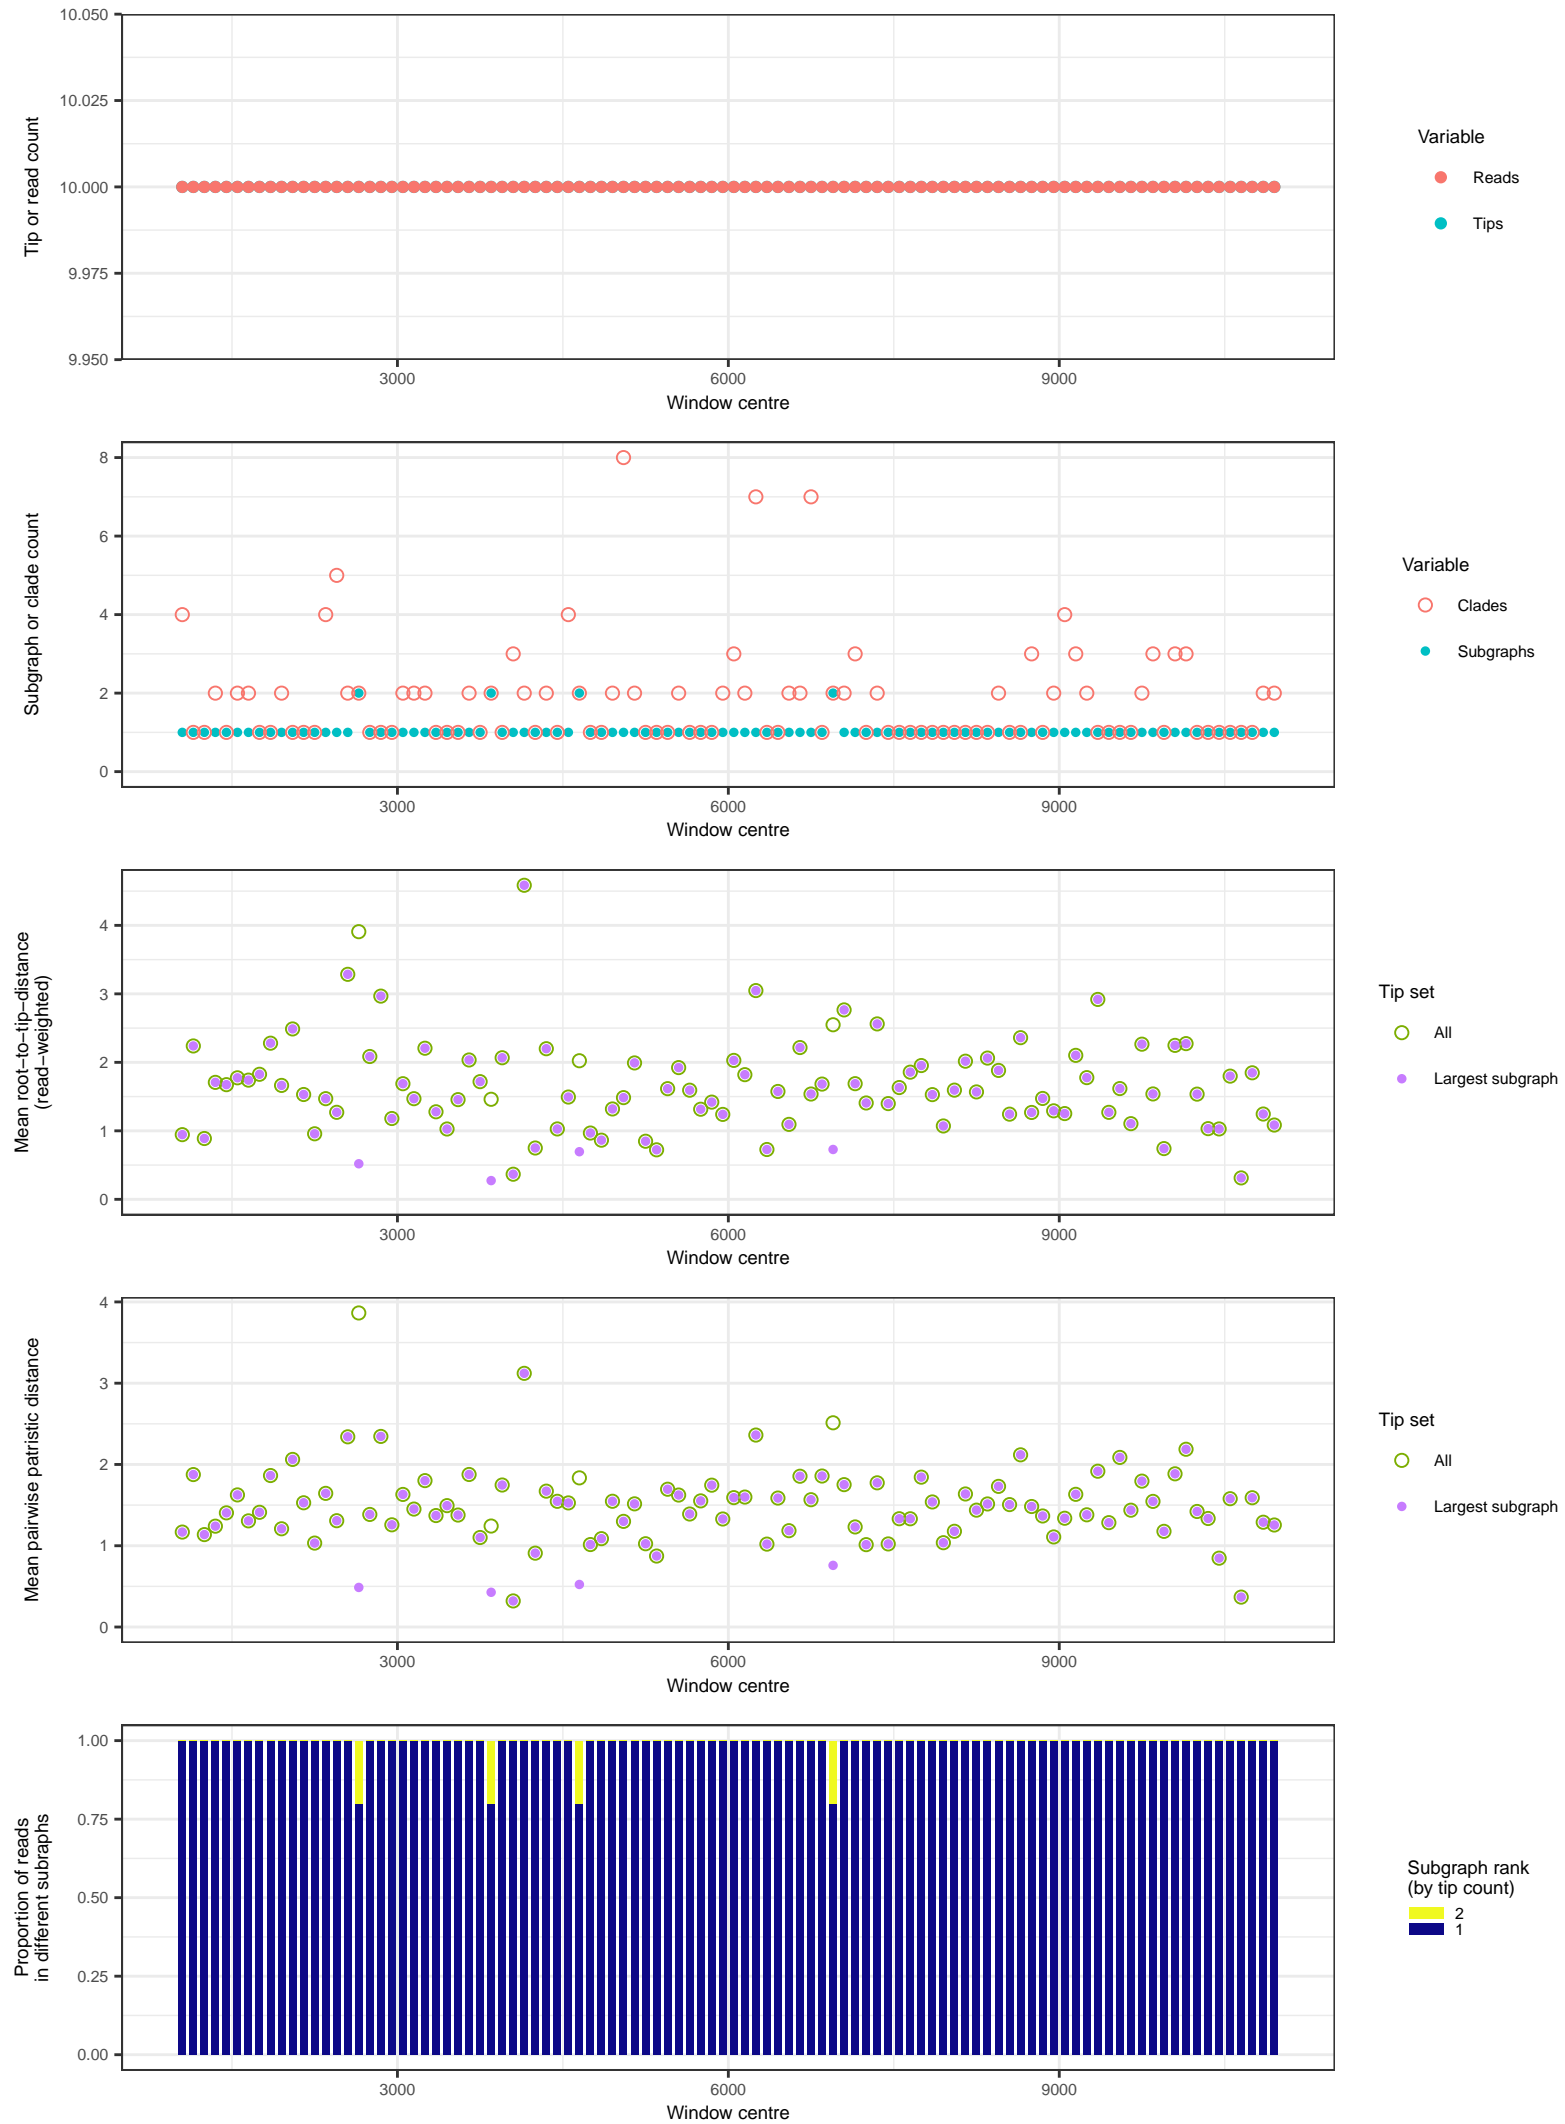 10.050
10.025
10.000
9.975
9.950
Tip or read count
3000
6000
9000
Window centre
Variable
Reads
Tips
8
6
4
2
0
Subgraph or clade count
3000
6000
9000
Window centre
Variable
Clades
Subgraphs
4
3
2
1
0
Mean root−to−tip−distance
(read−weighted)
3000
6000
9000
Window centre
Tip set
All
Largest subgraph
4
3
2
1
0
Mean pairwise patristic distance
3000
6000
9000
Window centre
Tip set
All
Largest subgraph
1.00
0.75
0.50
0.25
0.00
Proportion of reads
in different subraphs
3000
6000
9000
Window centre
Subgraph rank
(by tip count)
2
1